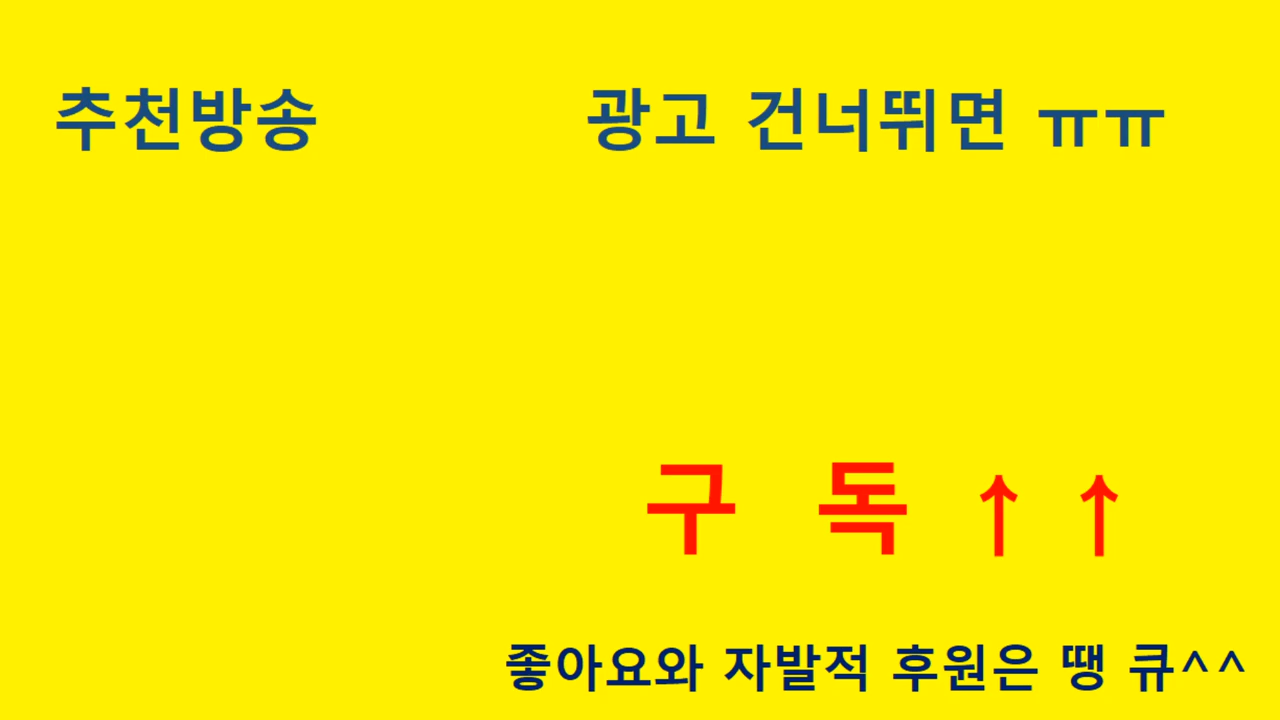 추천방송 광고 건너뛰면 ㅠㅠ
구 독 ↑ ↑
좋아요와 자발적 후원은 땡 큐^^